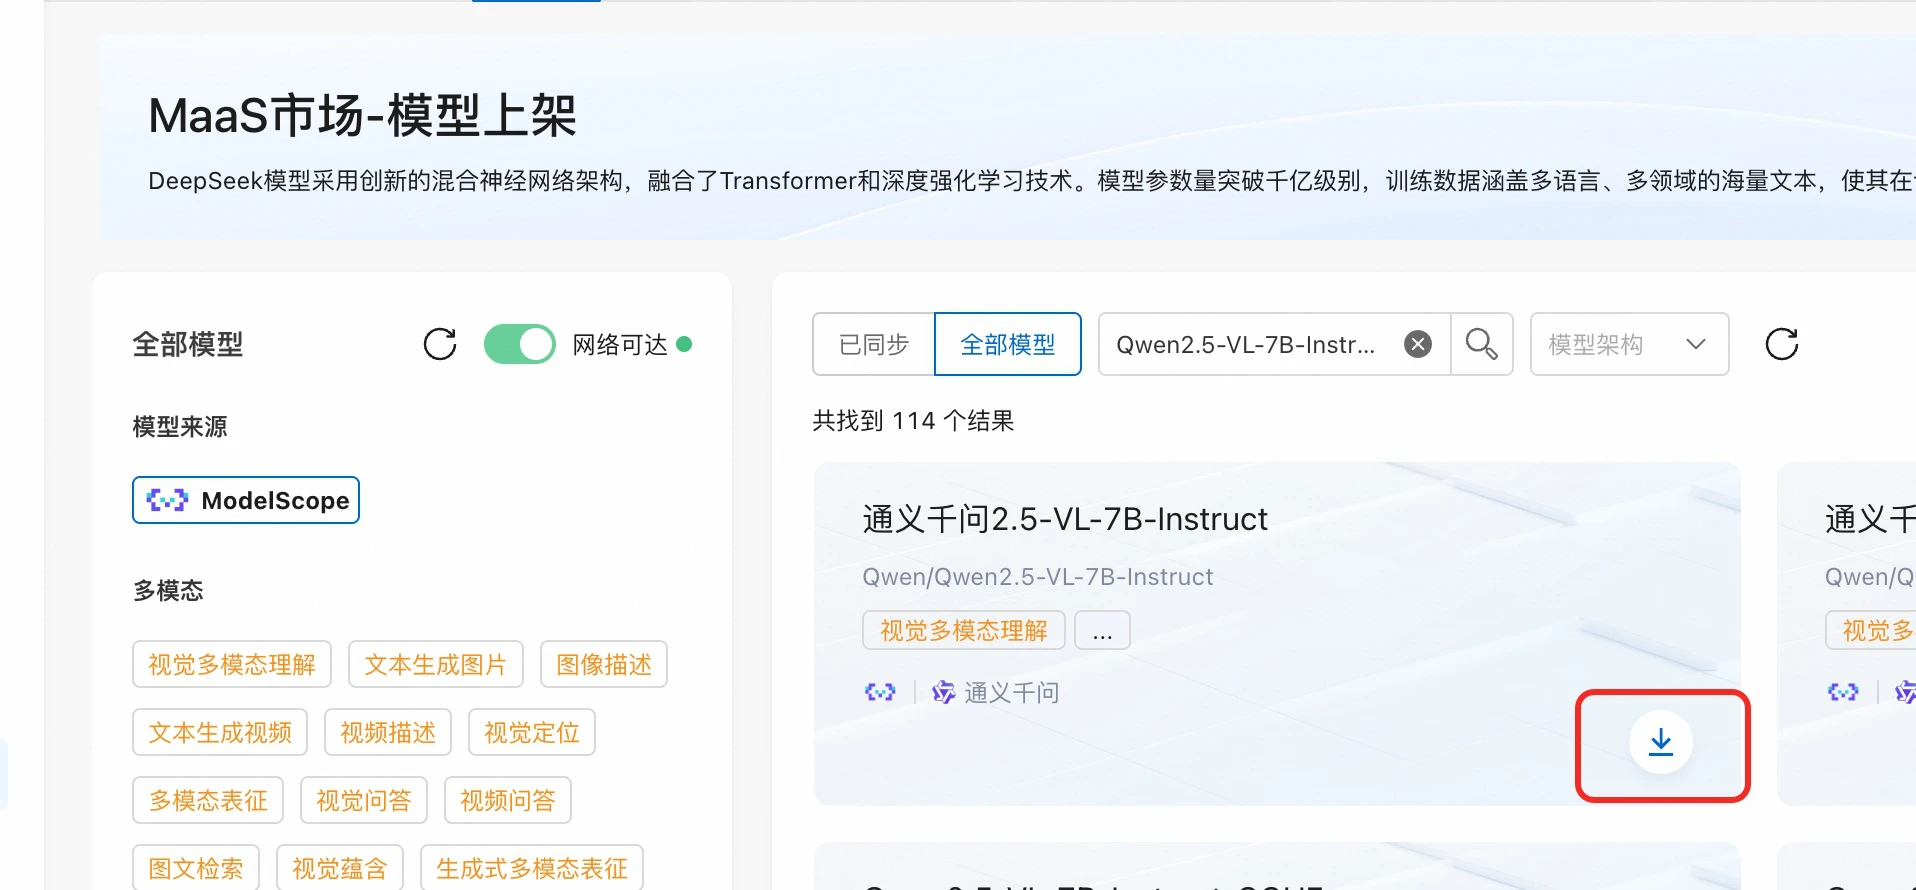 MaaS市场-模型上架
DeepSeek模型采用创新的混合神经网络架构，融合了Transformer和深度强化学习技术。模型参数量突破千亿级别，训练数据涵盖多语言、多领域的海量文本，使其在
全部模型
网络可达
模型来源
ModelScope
多模态
视觉多模态理解 文本生成图片 图像描述
文本生成视频 视频描述 视觉定位
多模态表征 视觉问答 视频问答
图文检索 视觉蕴含 生成式多模态表征
已同步 全部模型 Qwen2.5-VL-7B-Instr... 模型架构
共找到 114 个结果
通义千问2.5-VL-7B-Instruct
Qwen/Qwen2.5-VL-7B-Instruct
视觉多模态理解 ...
通义千问
通义千
Qwen/Q
视觉多